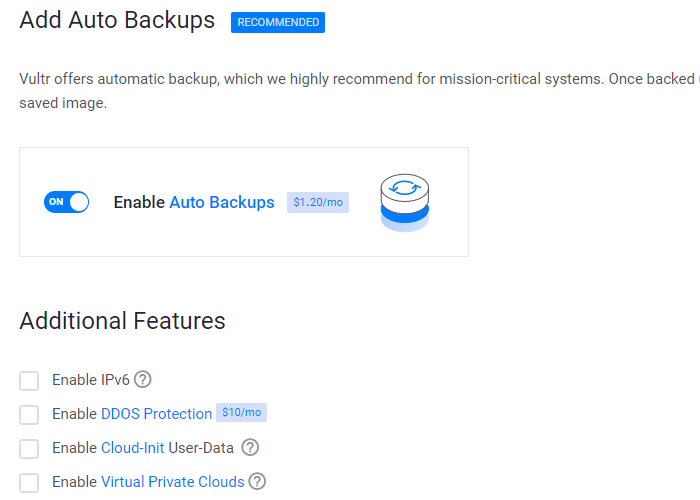 Add Auto Backups RECOMMENDED
Vultr offers automatic backup, which we highly recommend for mission-critical systems. Once backed
saved image.
ON Enable Auto Backups $1.20/mo
Additional Features
Enable IPv6 ?
Enable DDOS Protection $10/mo
Enable Cloud-Init User-Data ?
Enable Virtual Private Clouds ?